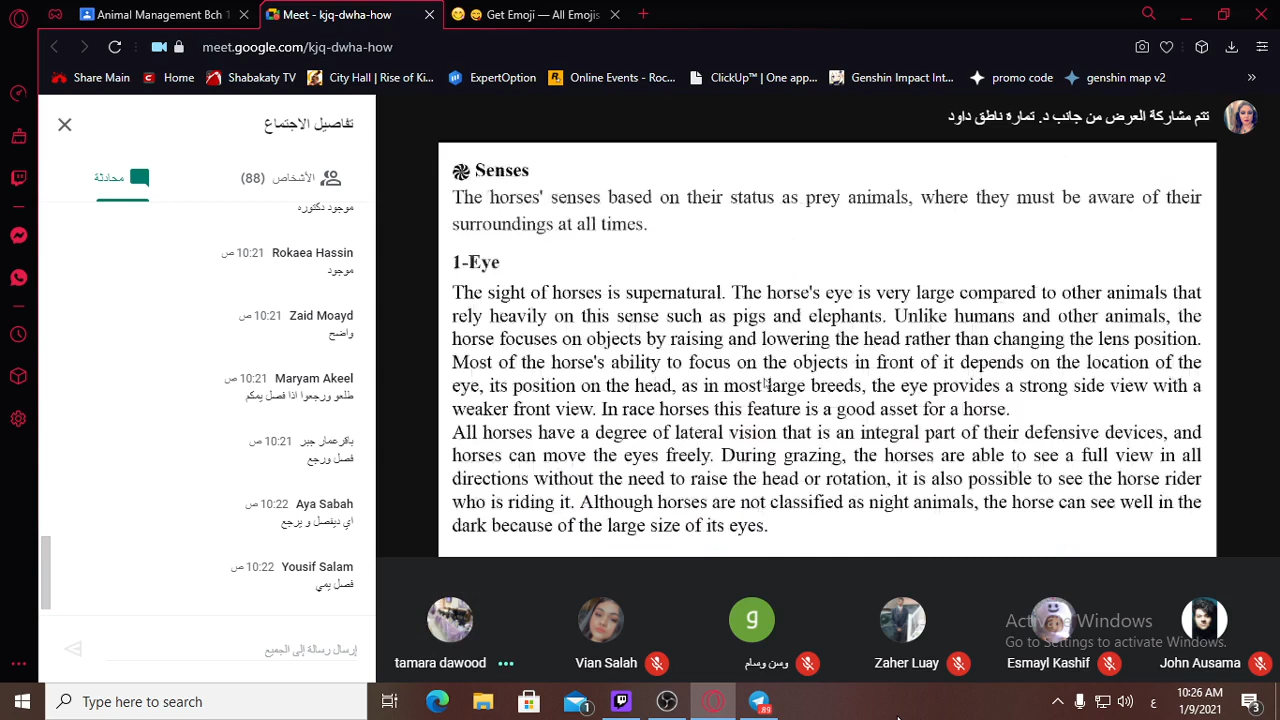 Animal Management Bch 1
Meet - kjq-dwha-how
Get Emoji — All Emojis
meet.google.com/kjq-dwha-how
Share Main
Home
Shabakaty TV
City Hall | Rise of Ki...
ExpertOption
Online Events - Roc...
ClickUp™ | One app...
Genshin Impact Int...
promo code
genshin map v2
»
تفاصيل الاجتماع
الأشخاص (88)
محادثة
موجود دكتوره
Rokaea Hassin 10:21 ص
موجود
Zaid Moayd 10:21 ص
واضح
Maryam Akeel 10:21 ص
طلعو ورجعوا اذا فصل يمكم
باقرعمار جبر 10:21 ص
فصل ورجع
Aya Sabah 10:22 ص
اي ديفصل و يرجع
Yousif Salam 10:22 ص
فصل يمي
إرسال رسالة إلى الجميع
تتم مشاركة العرض من جانب د. تمارة ناطق داود
Senses
The horses' senses based on their status as prey animals, where they must be aware of their
surroundings at all times.
1-Eye
The sight of horses is supernatural. The horse's eye is very large compared to other animals that
rely heavily on this sense such as pigs and elephants. Unlike humans and other animals, the
horse focuses on objects by raising and lowering the head rather than changing the lens position.
Most of the horse's ability to focus on the objects in front of it depends on the location of the
eye, its position on the head, as in most large breeds, the eye provides a strong side view with a
weaker front view. In race horses this feature is a good asset for a horse.
All horses have a degree of lateral vision that is an integral part of their defensive devices, and
horses can move the eyes freely. During grazing, the horses are able to see a full view in all
directions without the need to raise the head or rotation, it is also possible to see the horse rider
who is riding it. Although horses are not classified as night animals, the horse can see well in the
dark because of the large size of its eyes.
g
tamara dawood
Vian Salah
وسن وسام
Zaher Luay
Esmayl Kashif
John Ausama
Activate Windows
Go to Settings to activate Windows.
Type here to search
1
89
ع
10:26 AM
1/9/2021
3